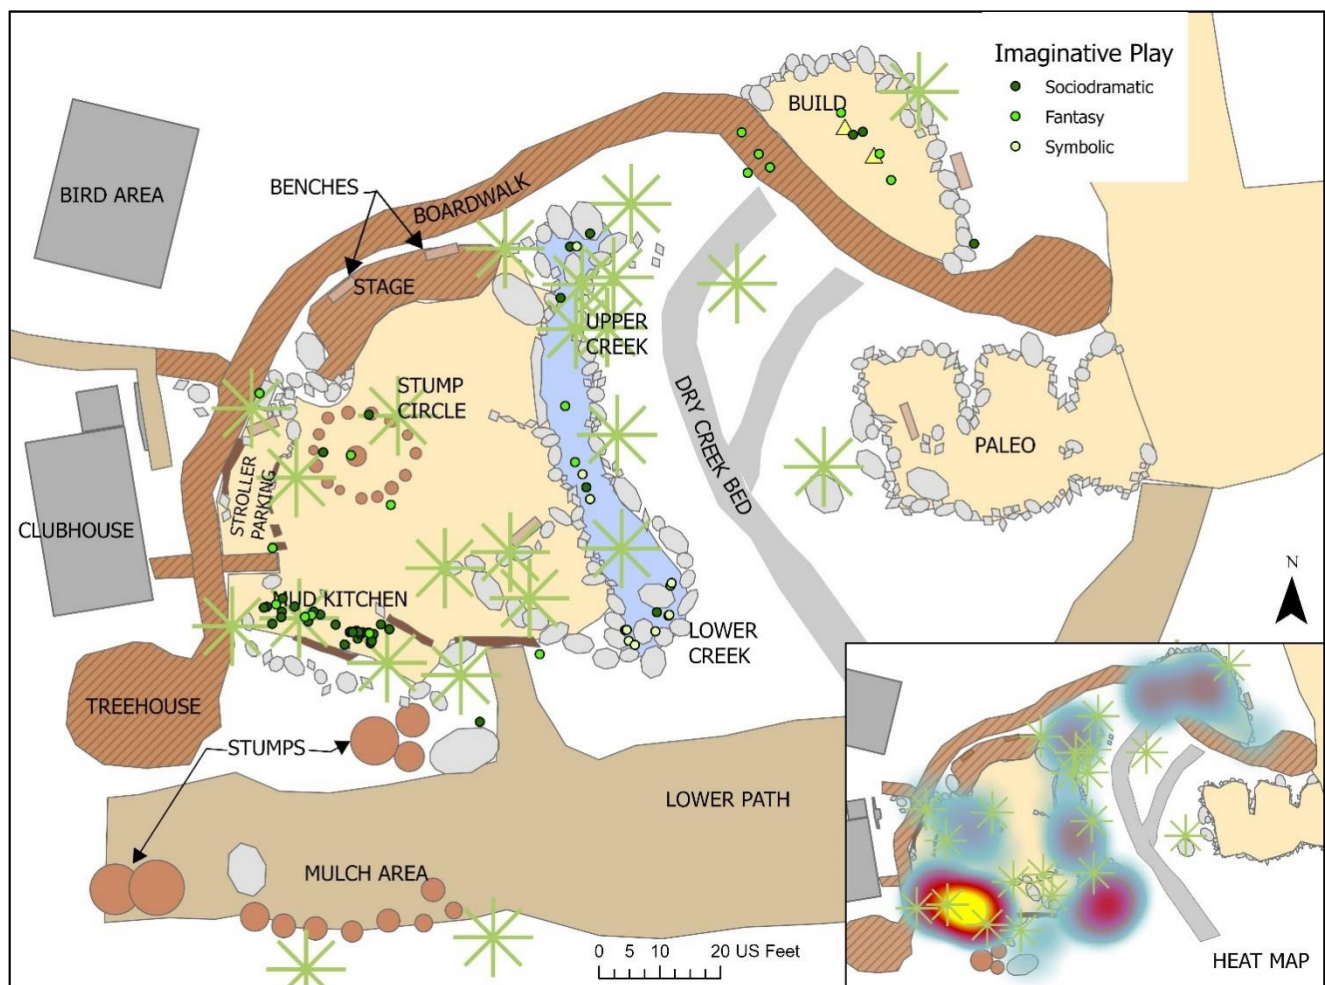 Imaginative Play
Sociodramatic
Fantasy
Symbolic
BUILD
BIRD AREA
BENCHES
BOARDWALK
STAGE
UPPER
CREEK
STUMP
CIRCLE
DRY CREEK BED
PALEO
STROLLER
PARKING
CLUBHOUSE
MUD KITCHEN
LOWER
CREEK
N
TREEHOUSE
STUMPS
LOWER PATH
MULCH AREA
0 5 10 20 US Feet
HEAT MAP